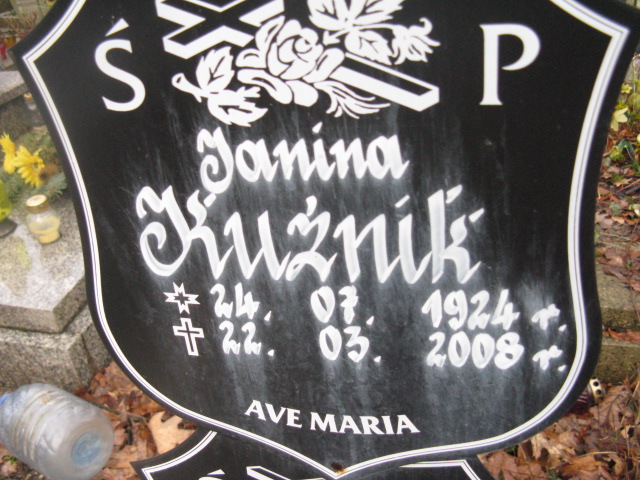 Ś P
Janina
Kuźnik
24. 07. 1924 r.
22. 03. 2008 r.
AVE MARIA